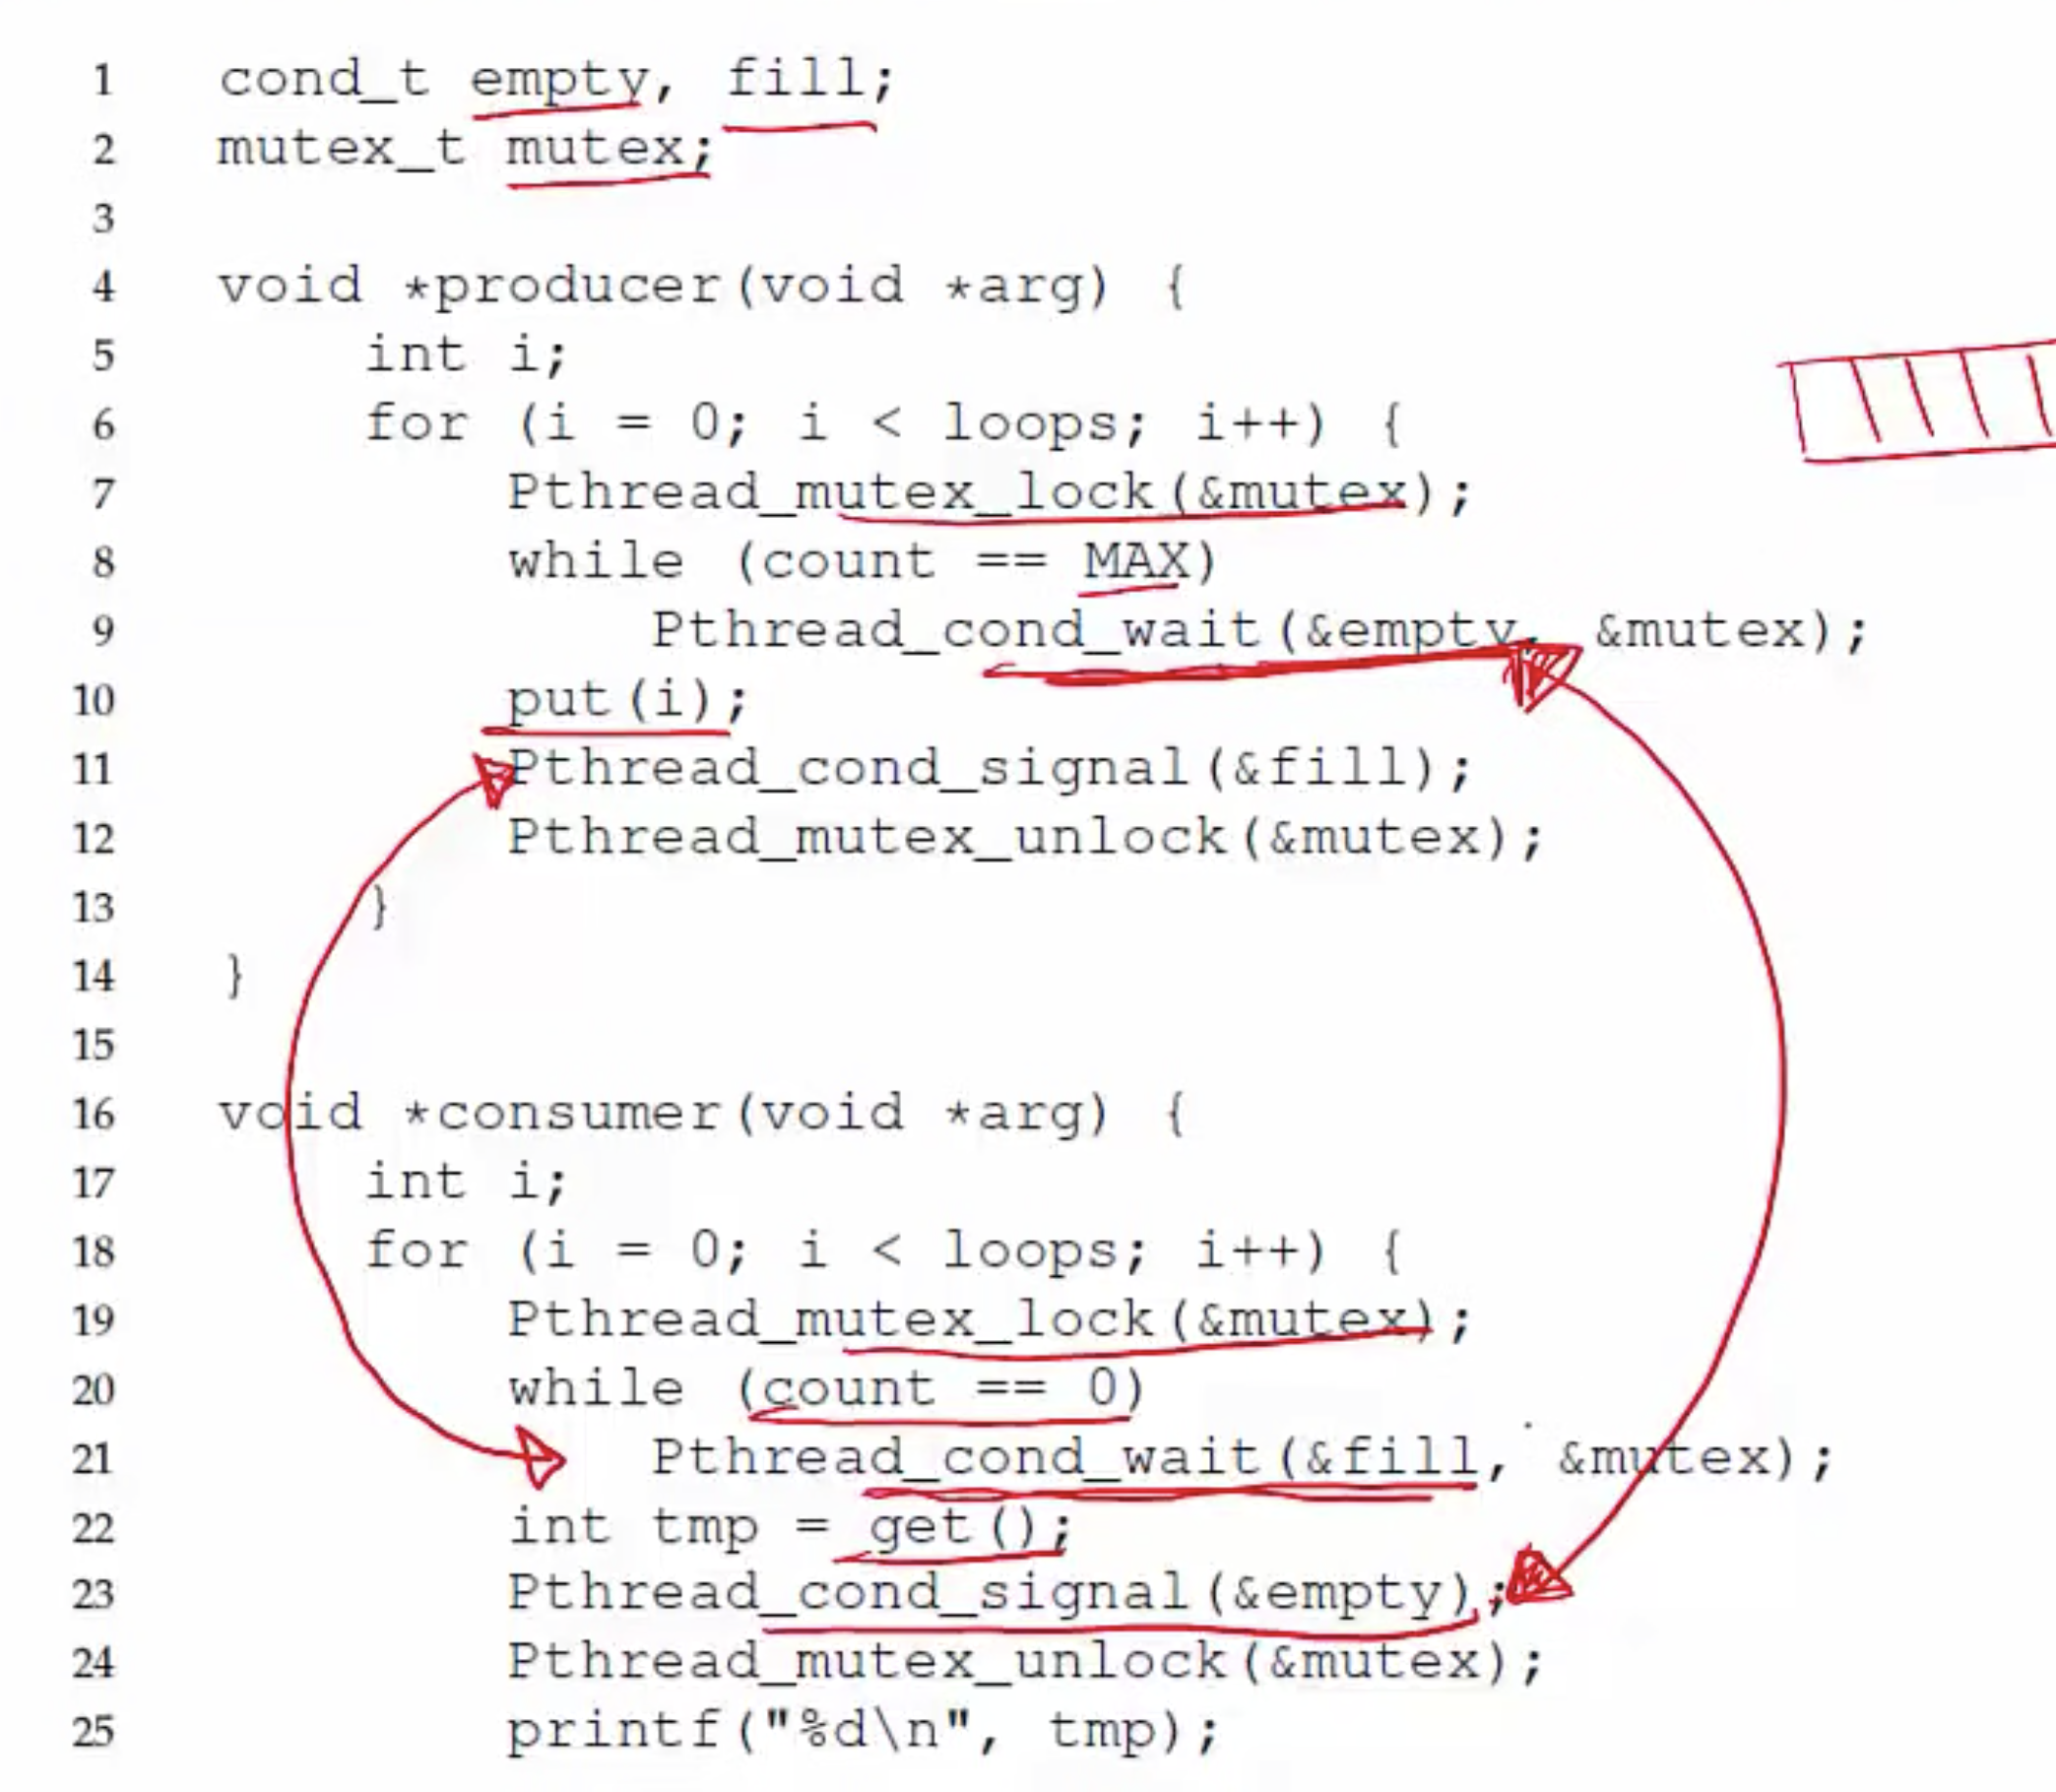 1 cond_t empty, fill;
2 mutex_t mutex;
3
4 void *producer(void *arg) {
5 int i;
6 for (i = 0; i < loops; i++) {
7 Pthread_mutex_lock(&mutex);
8 while (count == MAX)
9 Pthread_cond_wait(&empty, &mutex);
10 put(i);
11 Pthread_cond_signal(&fill);
12 Pthread_mutex_unlock(&mutex);
13 }
14 }
15
16 void *consumer(void *arg) {
17 int i;
18 for (i = 0; i < loops; i++) {
19 Pthread_mutex_lock(&mutex);
20 while (count == 0)
21 Pthread_cond_wait(&fill, &mutex);
22 int tmp = get();
23 Pthread_cond_signal(&empty);
24 Pthread_mutex_unlock(&mutex);
25 printf("%d\n", tmp);